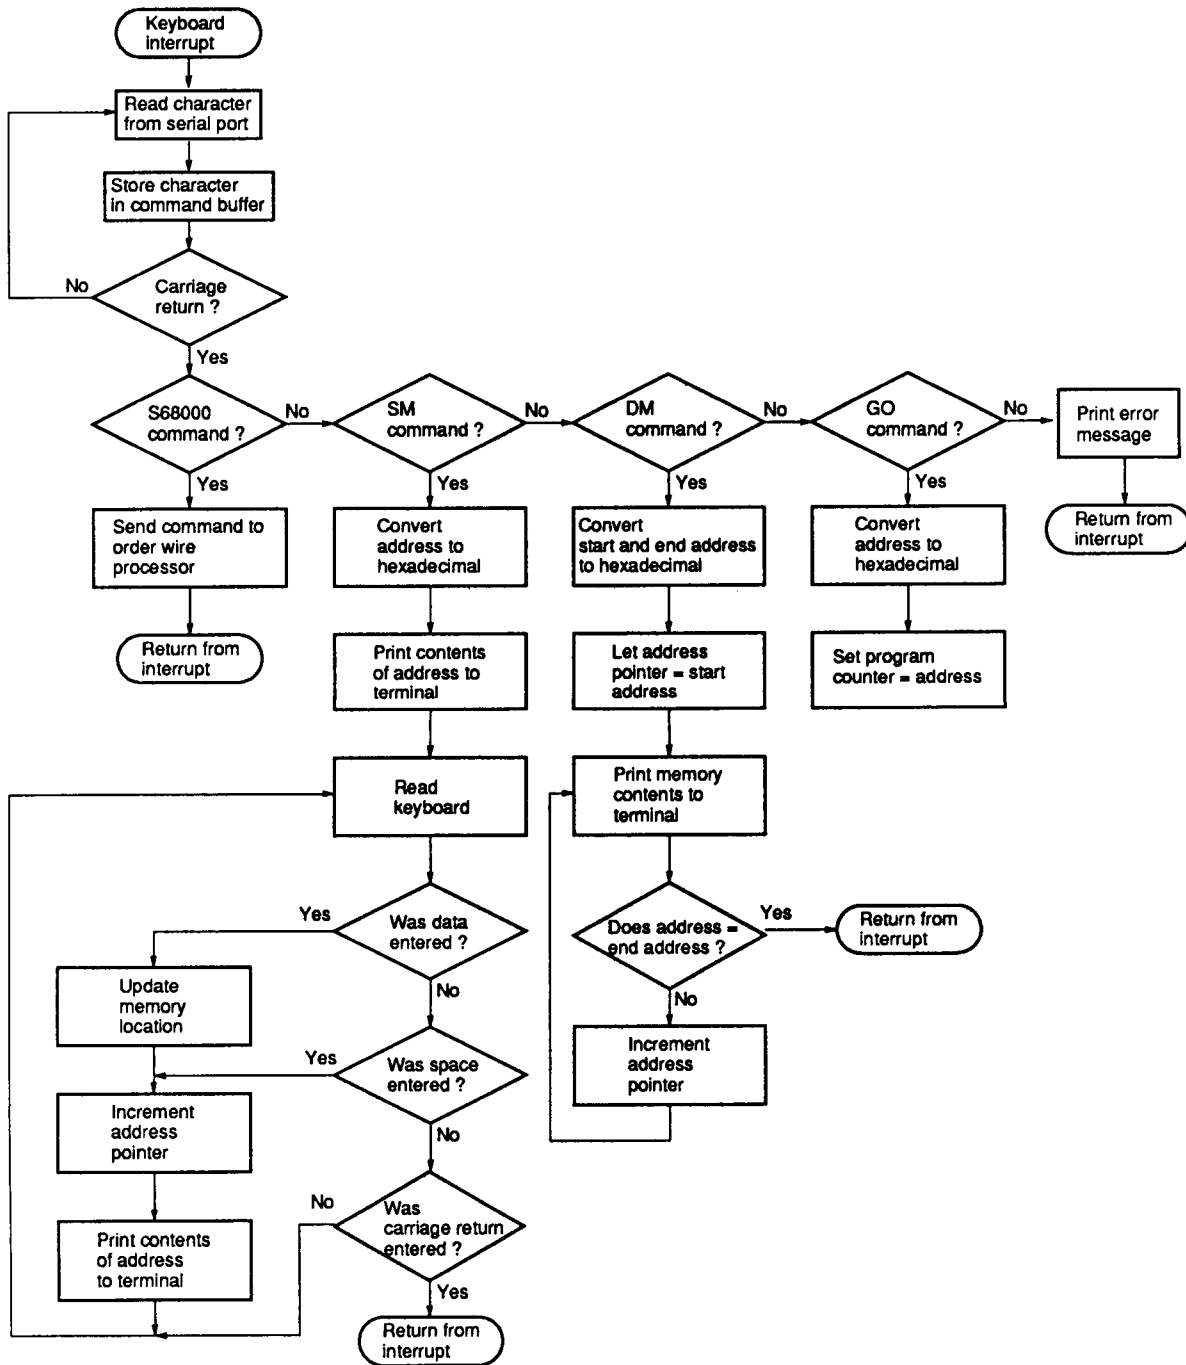 Keyboard
interrupt
Read character
from serial port
Store character
in command buffer
No
Carriage
return ?
Yes
S68000
command ?
No
SM
command ?
No
DM
command ?
No
GO
command ?
No
Print error
message
Yes
Yes
Yes
Yes
Return from
interrupt
Send command to
order wire
processor
Convert
address to
hexadecimal
Convert
start and end address
to hexadecimal
Convert
address to
hexadecimal
Return from
interrupt
Print contents
of address to
terminal
Let address
pointer = start
address
Set program
counter = address
Read
keyboard
Print memory
contents to
terminal
Yes
Was data
entered ?
No
Does address =
end address ?
Yes
Return from
interrupt
No
Update
memory
location
Yes
Was space
entered ?
No
Increment
address
pointer
Increment
address
pointer
No
Was
carriage return
entered ?
Yes
Print contents
of address
to terminal
Return from
interrupt